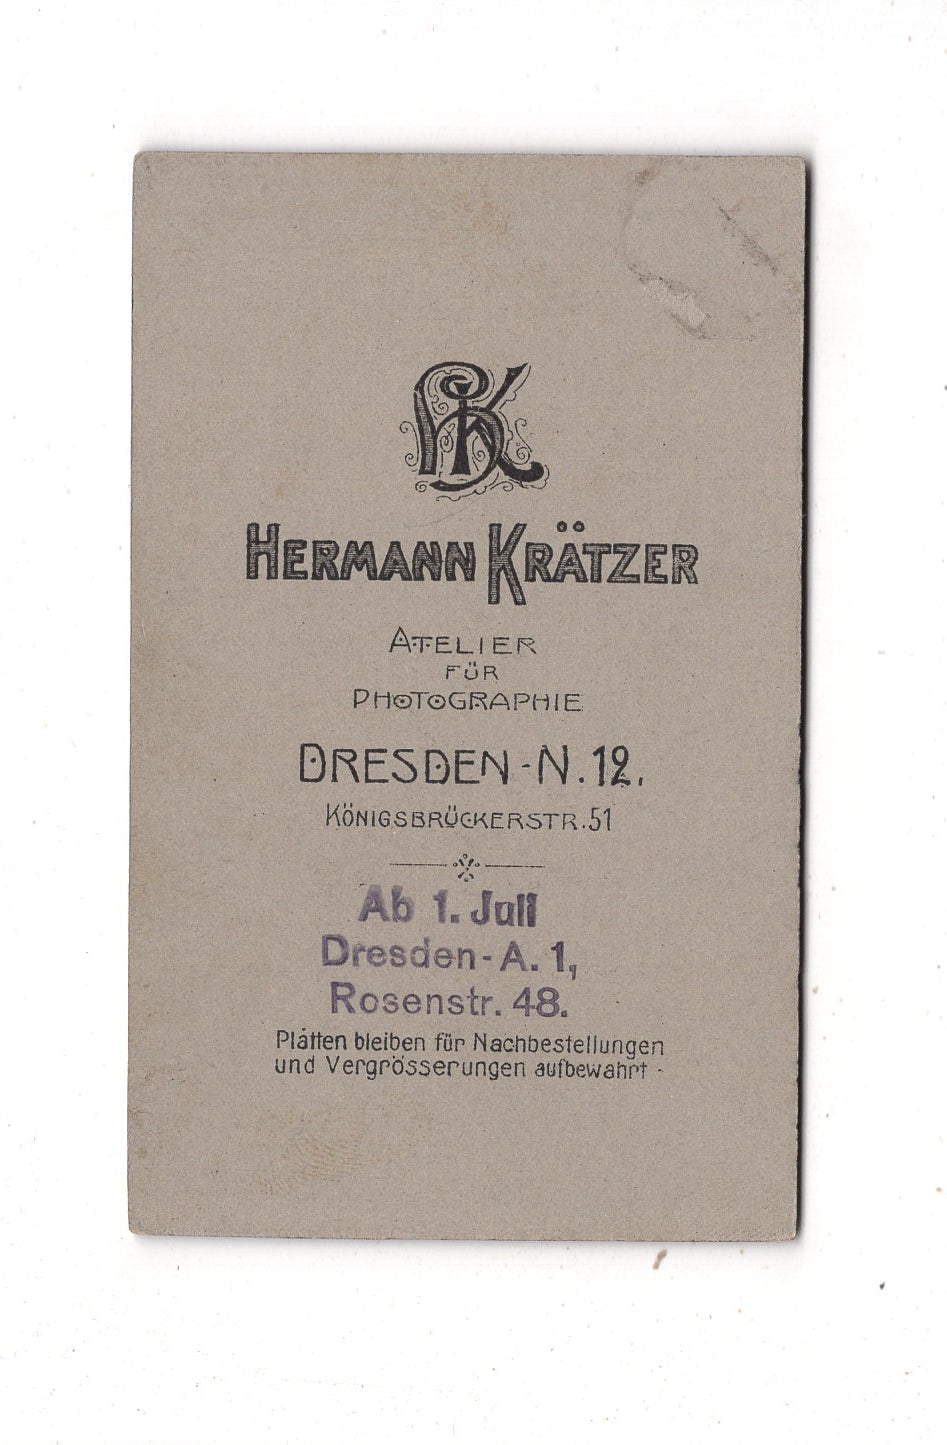 HK
HERMANN KRÄTZER
ATELIER
FÜR
PHOTOGRAPHIE
DRESDEN-N.12.
KÖNIGSBRÜCKERSTR.51
Ab 1. Juli
Dresden-A. 1,
Rosenstr. 48.
Platten bleiben für Nachbestellungen
und Vergrösserungen aufbewahrt -